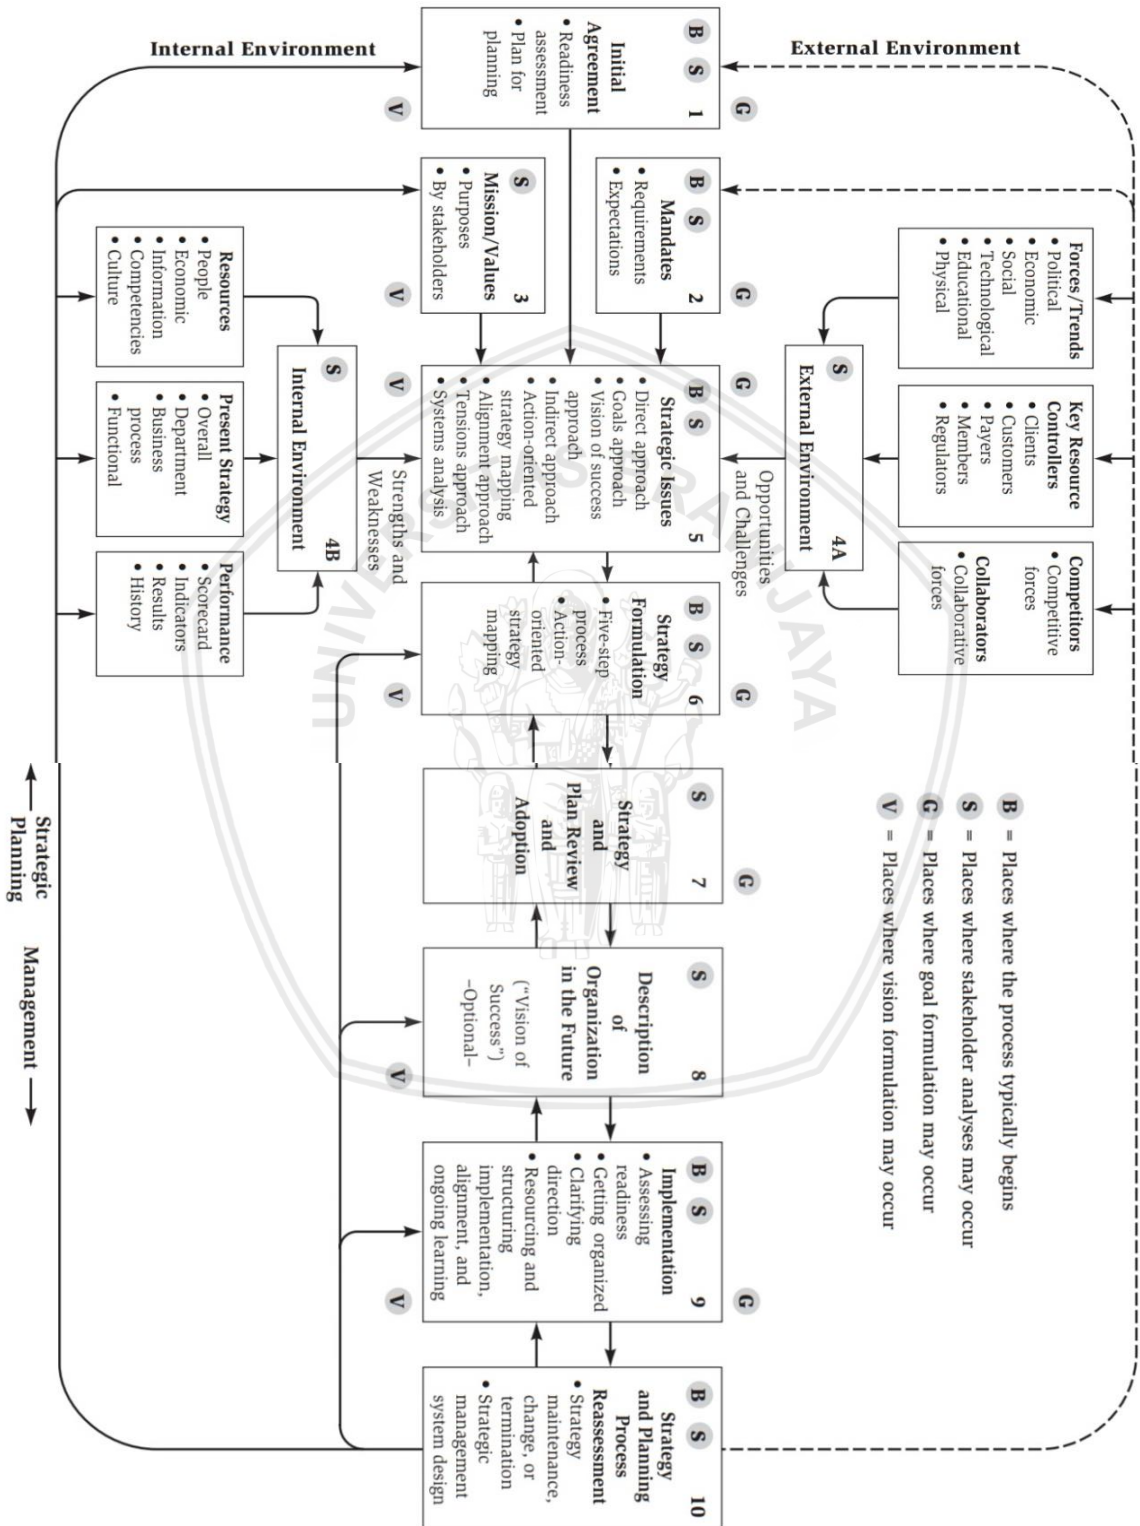 External Environment
Internal Environment
B S 1
Initial
Agreement
• Readiness
assessment
• Plan for
planning
G
V
B S 2
Mandates
• Requirements
• Expectations
G
S 3
Mission/Values
• Purposes
• By stakeholders
V
Forces/Trends
• Political
• Economic
• Social
• Technological
• Educational
• Physical
Key Resource
Controllers
• Clients
• Customers
• Payers
• Members
• Regulators
Competitors
• Competitive
forces
Collaborators
• Collaborative
forces
S 4A
External Environment
Opportunities
and Challenges
G
B S 5
Strategic Issues
• Direct approach
• Goals approach
• Vision of success
approach
• Indirect approach
• Action-oriented
strategy mapping
• Alignment approach
• Tensions approach
• Systems analysis
V
Strengths and
Weaknesses
S 4B
Internal Environment
Resources
• People
• Economic
• Information
• Competencies
• Culture
Present Strategy
• Overall
• Department
• Business
process
• Functional
Performance
• Scorecard
• Indicators
• Results
• History
B S 6
Strategy
Formulation
• Five-step
process
• Action-
oriented
strategy
mapping
G
V
S 7
Strategy
and
Plan Review
and
Adoption
G
S 8
Description
of
Organization
in the Future
("Vision of
Success")
–Optional–
V
B S 9
Implementation
• Assessing
readiness
• Getting organized
• Clarifying
direction
• Resourcing and
structuring
implementation,
alignment, and
ongoing learning
G
V
B S 10
Strategy
and Planning
Process
Reassessment
• Strategy
maintenance,
change, or
termination
• Strategic
management
system design
B = Places where the process typically begins
S = Places where stakeholder analyses may occur
G = Places where goal formulation may occur
V = Places where vision formulation may occur
Strategic
Planning
Management
UNIVERSITAS BRAWIJAYA